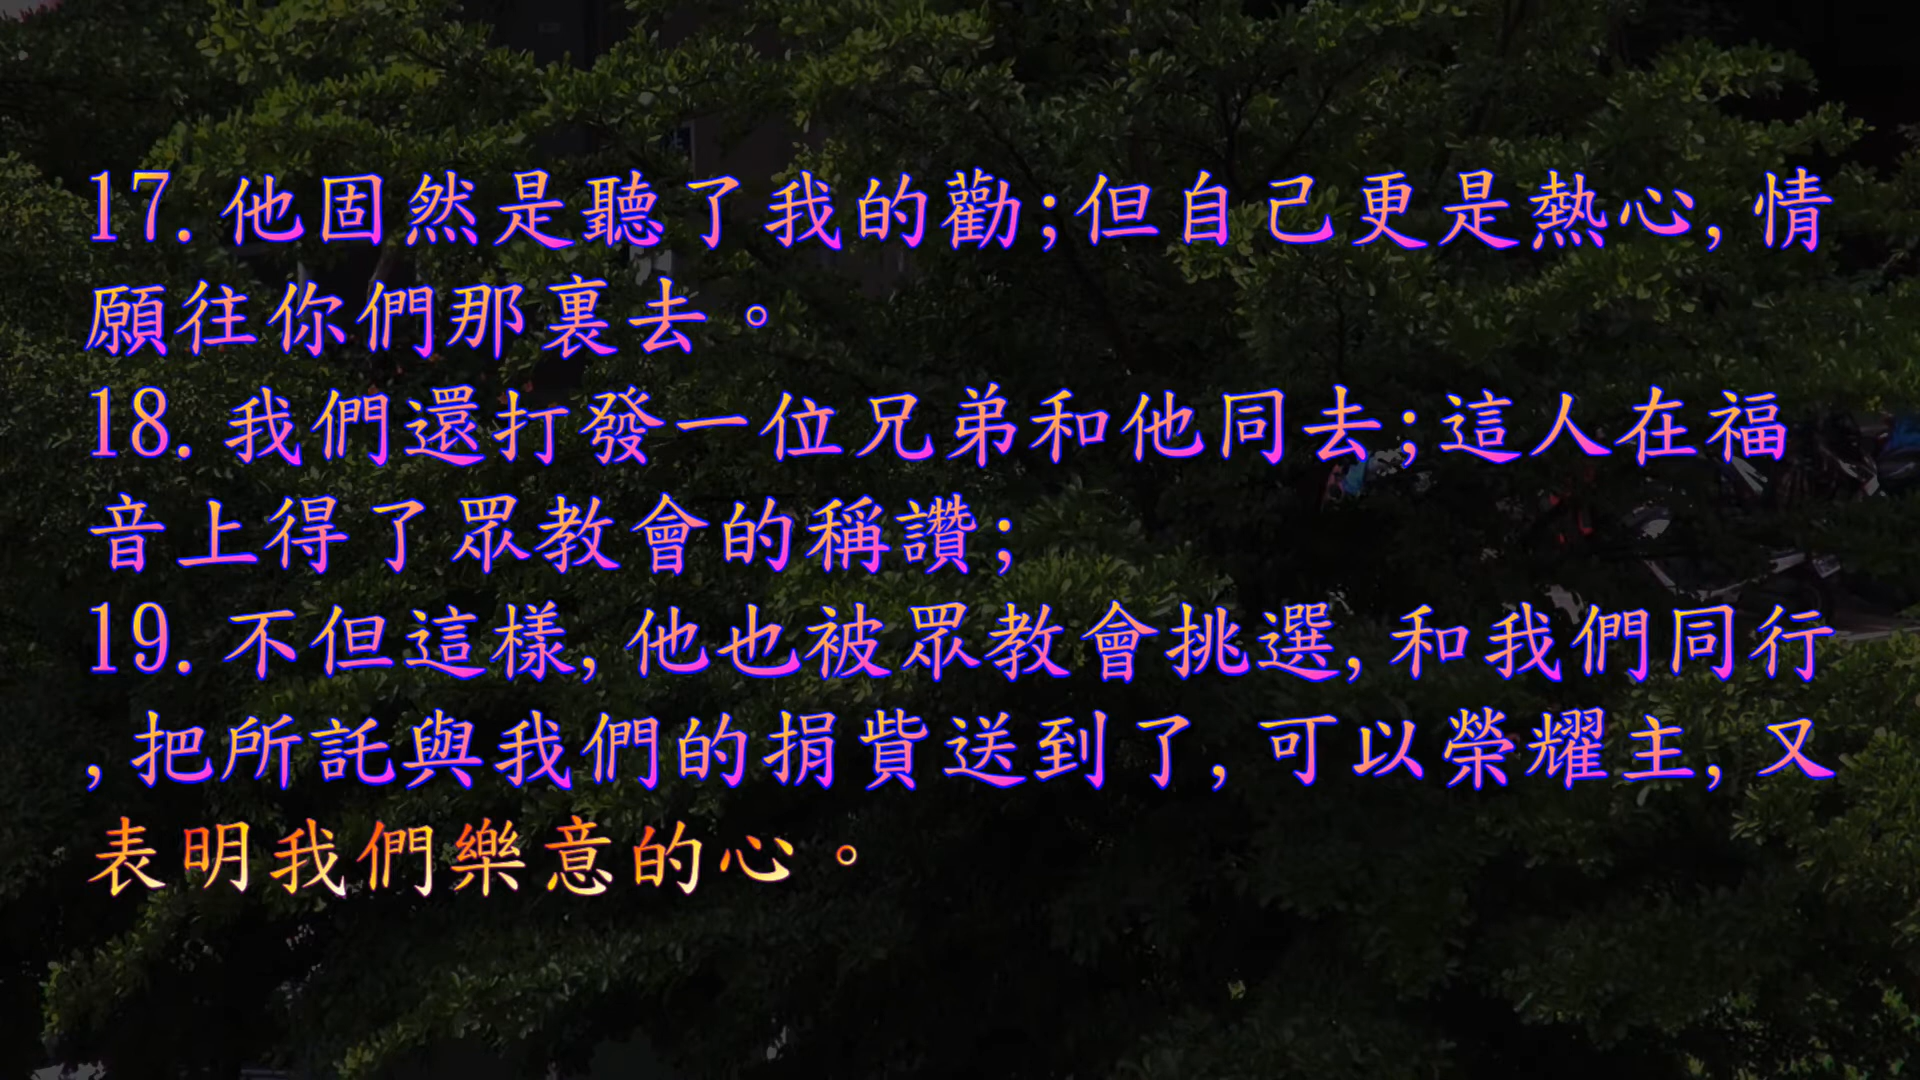 17.他固然是聽了我的勸;但自己更是熱心,情
願往你們那裏去。
18.我們還打發一位兄弟和他同去;這人在福
音上得了眾教會的稱讚;
19.不但這樣,他也被眾教會挑選,和我們同行
,把所託與我們的捐貲送到了,可以榮耀主,又
表明我們樂意的心。